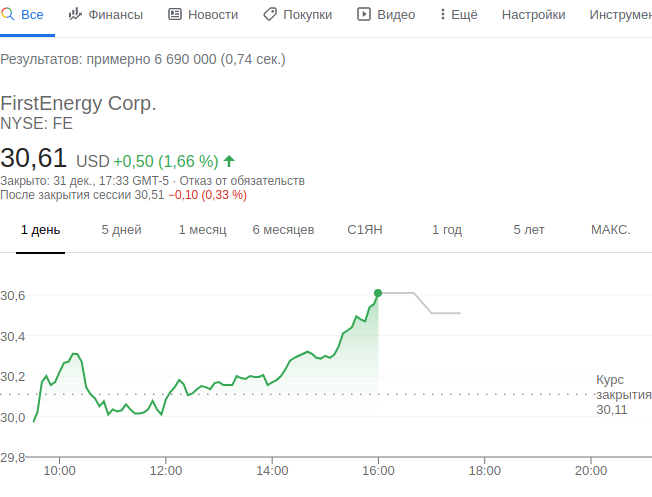 Все Финансы Новости Покупки Видео Ещё Настройки Инструмен
Результатов: примерно 6 690 000 (0,74 сек.)
FirstEnergy Corp.
NYSE: FE
30,61 USD +0,50 (1,66 %)
Закрыто: 31 дек., 17:33 GMT-5 · Отказ от обязательств
После закрытия сессии 30,51 −0,10 (0,33 %)
1 день 5 дней 1 месяц 6 месяцев С1ЯН 1 год 5 лет МАКС.
30,6
30,4
30,2
30,0
29,8
Курс
закрытия
30,11
10:00 12:00 14:00 16:00 18:00 20:00